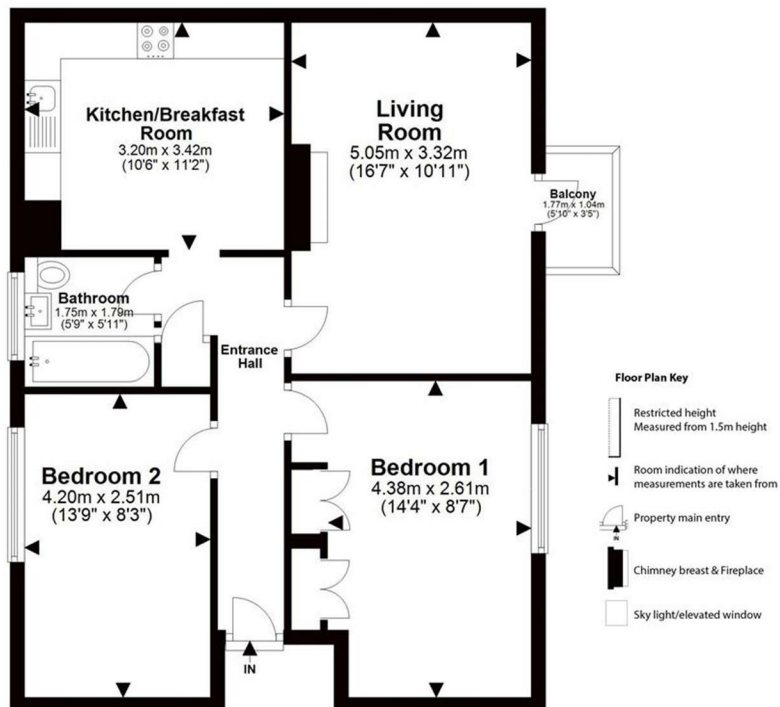 Kitchen/Breakfast
Room
3.20m x 3.42m
(10'6" x 11'2")
Living
Room
5.05m x 3.32m
(16'7" x 10'11")
Balcony
1.77m x 1.04m
(5'10" x 3'5")
Bathroom
1.75m x 1.79m
(5'9" x 5'11")
Entrance
Hall
Bedroom 2
4.20m x 2.51m
(13'9" x 8'3")
Bedroom 1
4.38m x 2.61m
(14'4" x 8'7")
IN
Floor Plan Key
Restricted height
Measured from 1.5m height
Room indication of where
measurements are taken from
Property main entry
IN
Chimney breast & Fireplace
Sky light/elevated window